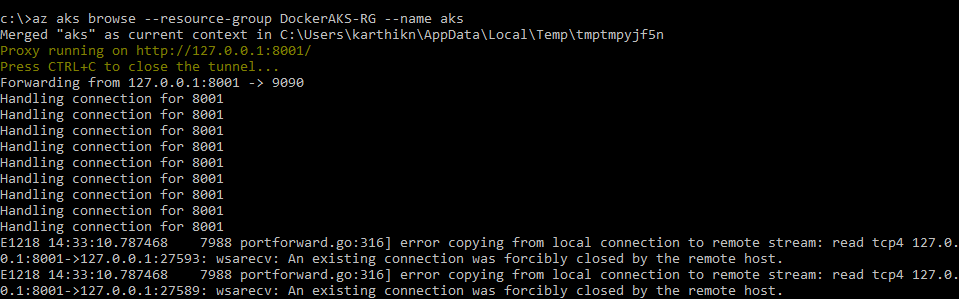 c:\>az aks browse --resource-group DockerAKS-RG --name aks
Merged "aks" as current context in C:\Users\karthikn\AppData\Local\Temp\tmptmpyjf5n
Proxy running on http://127.0.0.1:8001/
Press CTRL+C to close the tunnel...
Forwarding from 127.0.0.1:8001 -> 9090
Handling connection for 8001
Handling connection for 8001
Handling connection for 8001
Handling connection for 8001
Handling connection for 8001
Handling connection for 8001
Handling connection for 8001
Handling connection for 8001
Handling connection for 8001
E1218 14:33:10.787468    7988 portforward.go:316] error copying from local connection to remote stream: read tcp4 127.0.
0.1:8001->127.0.0.1:27593: wsarecv: An existing connection was forcibly closed by the remote host.
E1218 14:33:10.787468    7988 portforward.go:316] error copying from local connection to remote stream: read tcp4 127.0.
0.1:8001->127.0.0.1:27589: wsarecv: An existing connection was forcibly closed by the remote host.